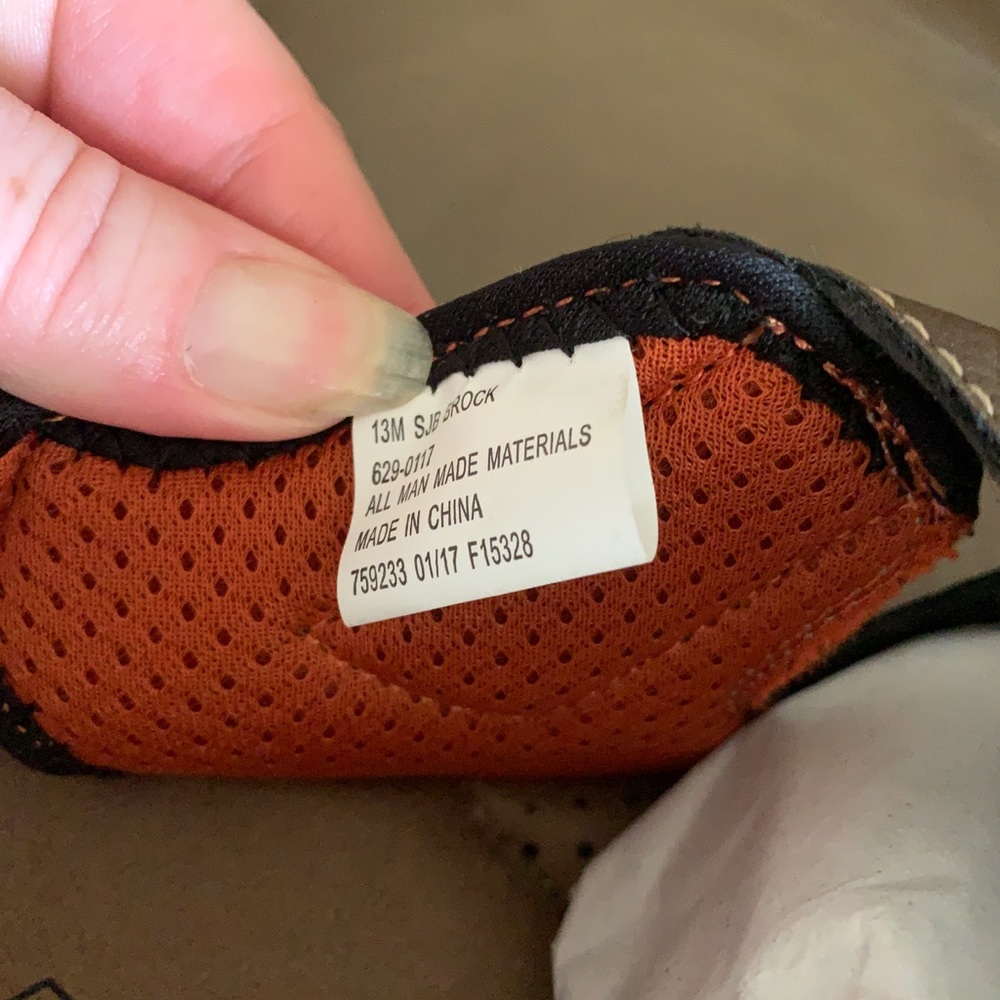 13M SJB BROCK
629-0117
ALL MAN MADE MATERIALS
MADE IN CHINA
759233 01/17 F15328